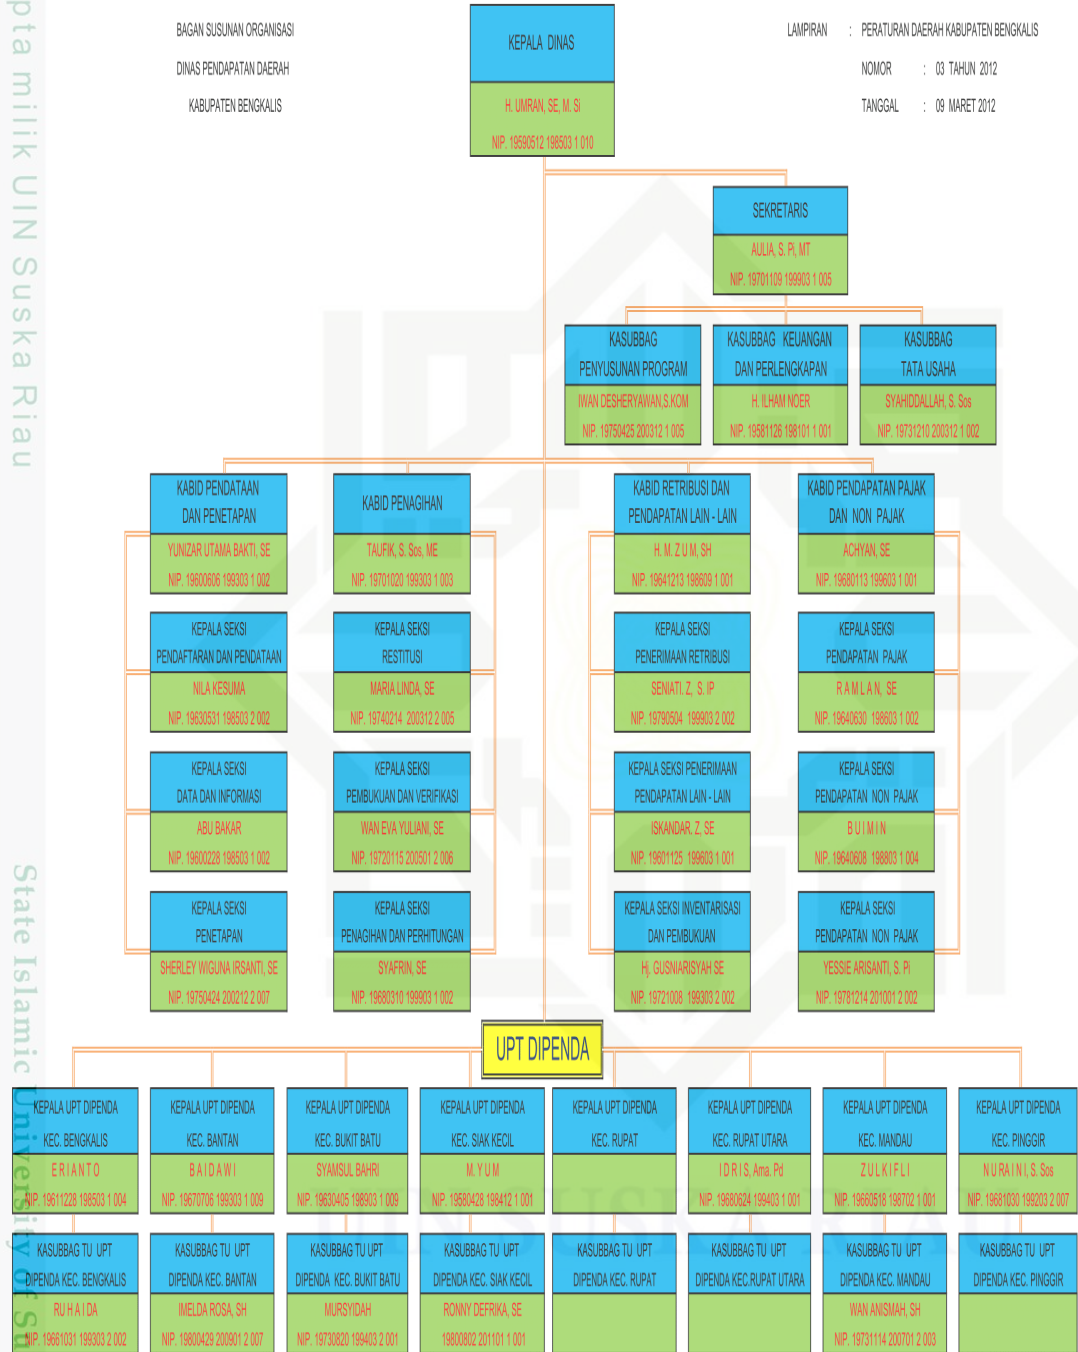 BAGAN SUSUNAN ORGANISASI
DINAS PENDAPATAN DAERAH
KABUPATEN BENGKALIS
LAMPIRAN : PERATURAN DAERAH KABUPATEN BENGKALIS
NOMOR : 03 TAHUN 2012
TANGGAL : 09 MARET 2012
KEPALA DINAS
H. UMRAN, SE, M. Si
NIP. 19590512 198503 1 010
SEKRETARIS
AULIA, S. Pi, MT
NIP. 19701109 199903 1 005
KASUBBAG
PENYUSUNAN PROGRAM
IWAN DESHERYAWAN,S.KOM
NIP. 19750425 200312 1 005
KASUBBAG KEUANGAN
DAN PERLENGKAPAN
H. ILHAM NOER
NIP. 19581126 198101 1 001
KASUBBAG
TATA USAHA
SYAHIDDALLAH, S. Sos
NIP. 19731210 200312 1 002
KABID PENDATAAN
DAN PENETAPAN
YUNIZAR UTAMA BAKTI, SE
NIP. 19600606 199303 1 002
KEPALA SEKSI
PENDAFTARAN DAN PENDATAAN
NILA KESUMA
NIP. 19630531 198503 2 002
KEPALA SEKSI
DATA DAN INFORMASI
ABU BAKAR
NIP. 19600228 198503 1 002
KEPALA SEKSI
PENETAPAN
SHERLEY WIGUNA IRSANTI, SE
NIP. 19750424 200212 2 007
KABID PENAGIHAN
TAUFIK, S. Sos, ME
NIP. 19701020 199303 1 003
KEPALA SEKSI
RESTITUSI
MARIA LINDA, SE
NIP. 19740214 200312 2 005
KEPALA SEKSI
PEMBUKUAN DAN VERIFIKASI
WAN EVA YULIANI, SE
NIP. 19720115 200501 2 006
KEPALA SEKSI
PENAGIHAN DAN PERHITUNGAN
SYAFRIN, SE
NIP. 19680310 199903 1 002
KABID RETRIBUSI DAN
PENDAPATAN LAIN - LAIN
H. M. Z U M, SH
NIP. 19641213 198609 1 001
KEPALA SEKSI
PENERIMAAN RETRIBUSI
SENIATI. Z, S. IP
NIP. 19790504 199903 2 002
KEPALA SEKSI PENERIMAAN
PENDAPATAN LAIN - LAIN
ISKANDAR. Z, SE
NIP. 19601125 199603 1 001
KEPALA SEKSI INVENTARISASI
DAN PEMBUKUAN
Hj. GUSNIARISYAH SE
NIP. 19721008 199303 2 002
KABID PENDAPATAN PAJAK
DAN NON PAJAK
ACHYAN, SE
NIP. 19680113 199603 1 001
KEPALA SEKSI
PENDAPATAN PAJAK
R A M L A N, SE
NIP. 19640630 198603 1 002
KEPALA SEKSI
PENDAPATAN NON PAJAK
B U I M I N
NIP. 19640608 198803 1 004
KEPALA SEKSI
PENDAPATAN NON PAJAK
YESSIE ARISANTI, S. Pi
NIP. 19781214 201001 2 002
UPT DIPENDA
KEPALA UPT DIPENDA
KEC. BENGKALIS
E R I A N T O
NIP. 19611228 198503 1 004
KASUBBAG TU UPT
DIPENDA KEC. BENGKALIS
RU H A I DA
NIP. 19661031 199303 2 002
KEPALA UPT DIPENDA
KEC. BANTAN
B A I D A W I
NIP. 19670706 199303 1 009
KASUBBAG TU UPT
DIPENDA KEC. BANTAN
IMELDA ROSA, SH
NIP. 19800429 200901 2 007
KEPALA UPT DIPENDA
KEC. BUKIT BATU
SYAMSUL BAHRI
NIP. 19630405 198903 1 009
KASUBBAG TU UPT
DIPENDA KEC. BUKIT BATU
MURSYIDAH
NIP. 19730820 199403 2 001
KEPALA UPT DIPENDA
KEC. SIAK KECIL
M. Y U M
NIP. 19580428 198412 1 001
KASUBBAG TU UPT
DIPENDA KEC. SIAK KECIL
RONNY DEFRIKA, SE
19800802 201101 1 001
KEPALA UPT DIPENDA
KEC. RUPAT
KASUBBAG TU UPT
DIPENDA KEC. RUPAT
KEPALA UPT DIPENDA
KEC. RUPAT UTARA
I D R I S, Ama. Pd
NIP. 19680624 199403 1 001
KASUBBAG TU UPT
DIPENDA KEC.RUPAT UTARA
KEPALA UPT DIPENDA
KEC. MANDAU
Z U L K I F L I
NIP. 19660518 198702 1 001
KASUBBAG TU UPT
DIPENDA KEC. MANDAU
WAN ANISMAH, SH
NIP. 19731114 200701 2 003
KEPALA UPT DIPENDA
KEC. PINGGIR
N U R A I N I, S. Sos
NIP. 19681030 199203 2 007
KASUBBAG TU UPT
DIPENDA KEC. PINGGIR
pta milik UIN Suska Riau
State Islamic University of Su
UIN SUSKA RIAU